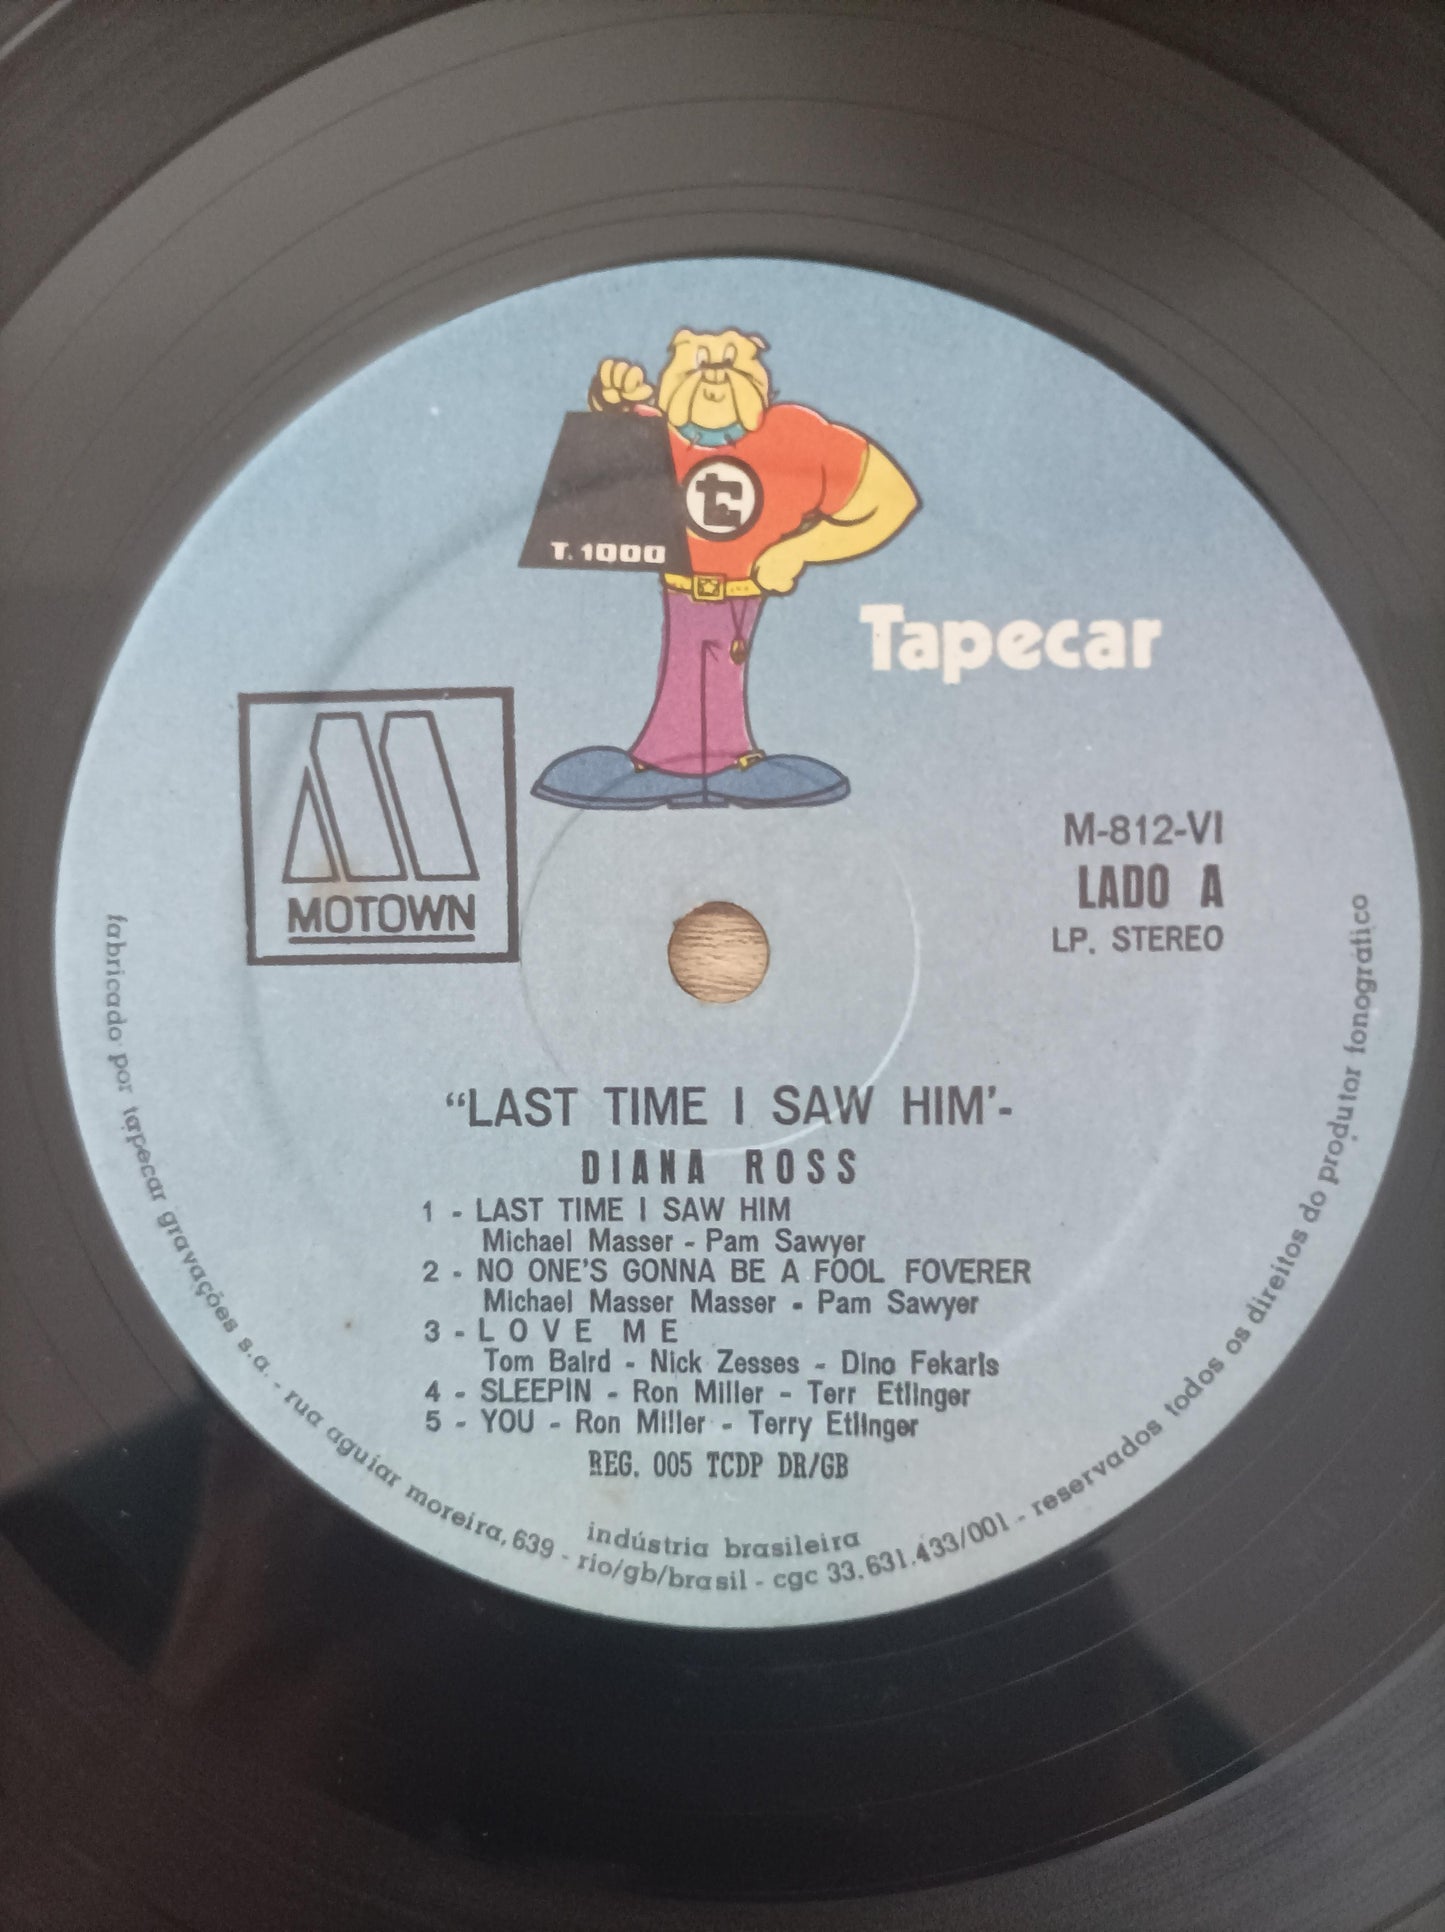 T.1000
Tapecar
MOTOWN
M-812-VI
LADO A
LP. STEREO
“LAST TIME I SAW HIM’-
DIANA ROSS
1 - LAST TIME I SAW HIM
Michael Masser - Pam Sawyer
2 - NO ONE'S GONNA BE A FOOL FOVERER
Michael Masser Masser - Pam Sawyer
3 - LOVE ME
Tom Baird - Nick Zesses - Dino Fekaris
4 - SLEEPIN - Ron Miller - Terr Etlinger
5 - YOU - Ron Miller - Terry Etlinger
REG. 005 TCDP DR/GB
indústria brasileira
fabricado por tapecar gravações s.a. - rua aguiar moreira, 639 - rio/gb/brasil - cgc 33.631.433/001 - reservados todos os direitos do produtor fonográfico